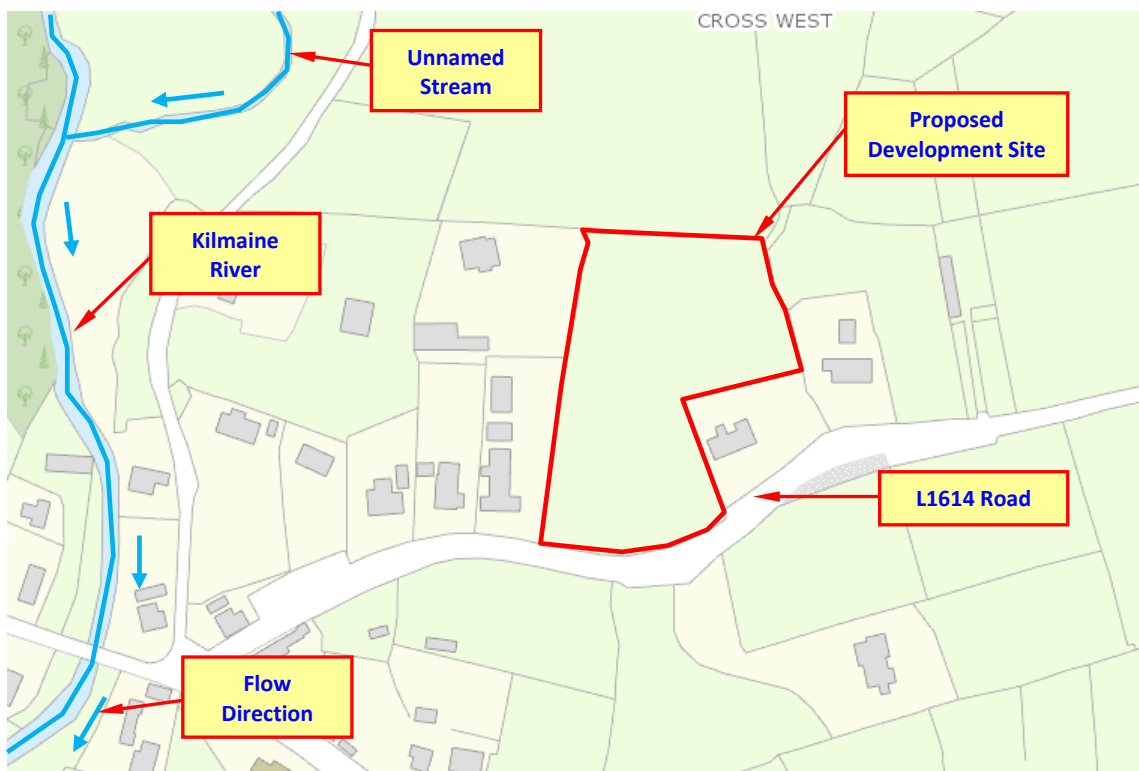 CROSS WEST
Unnamed
Stream
Proposed
Development Site
Kilmaine
River
L1614 Road
Flow
Direction